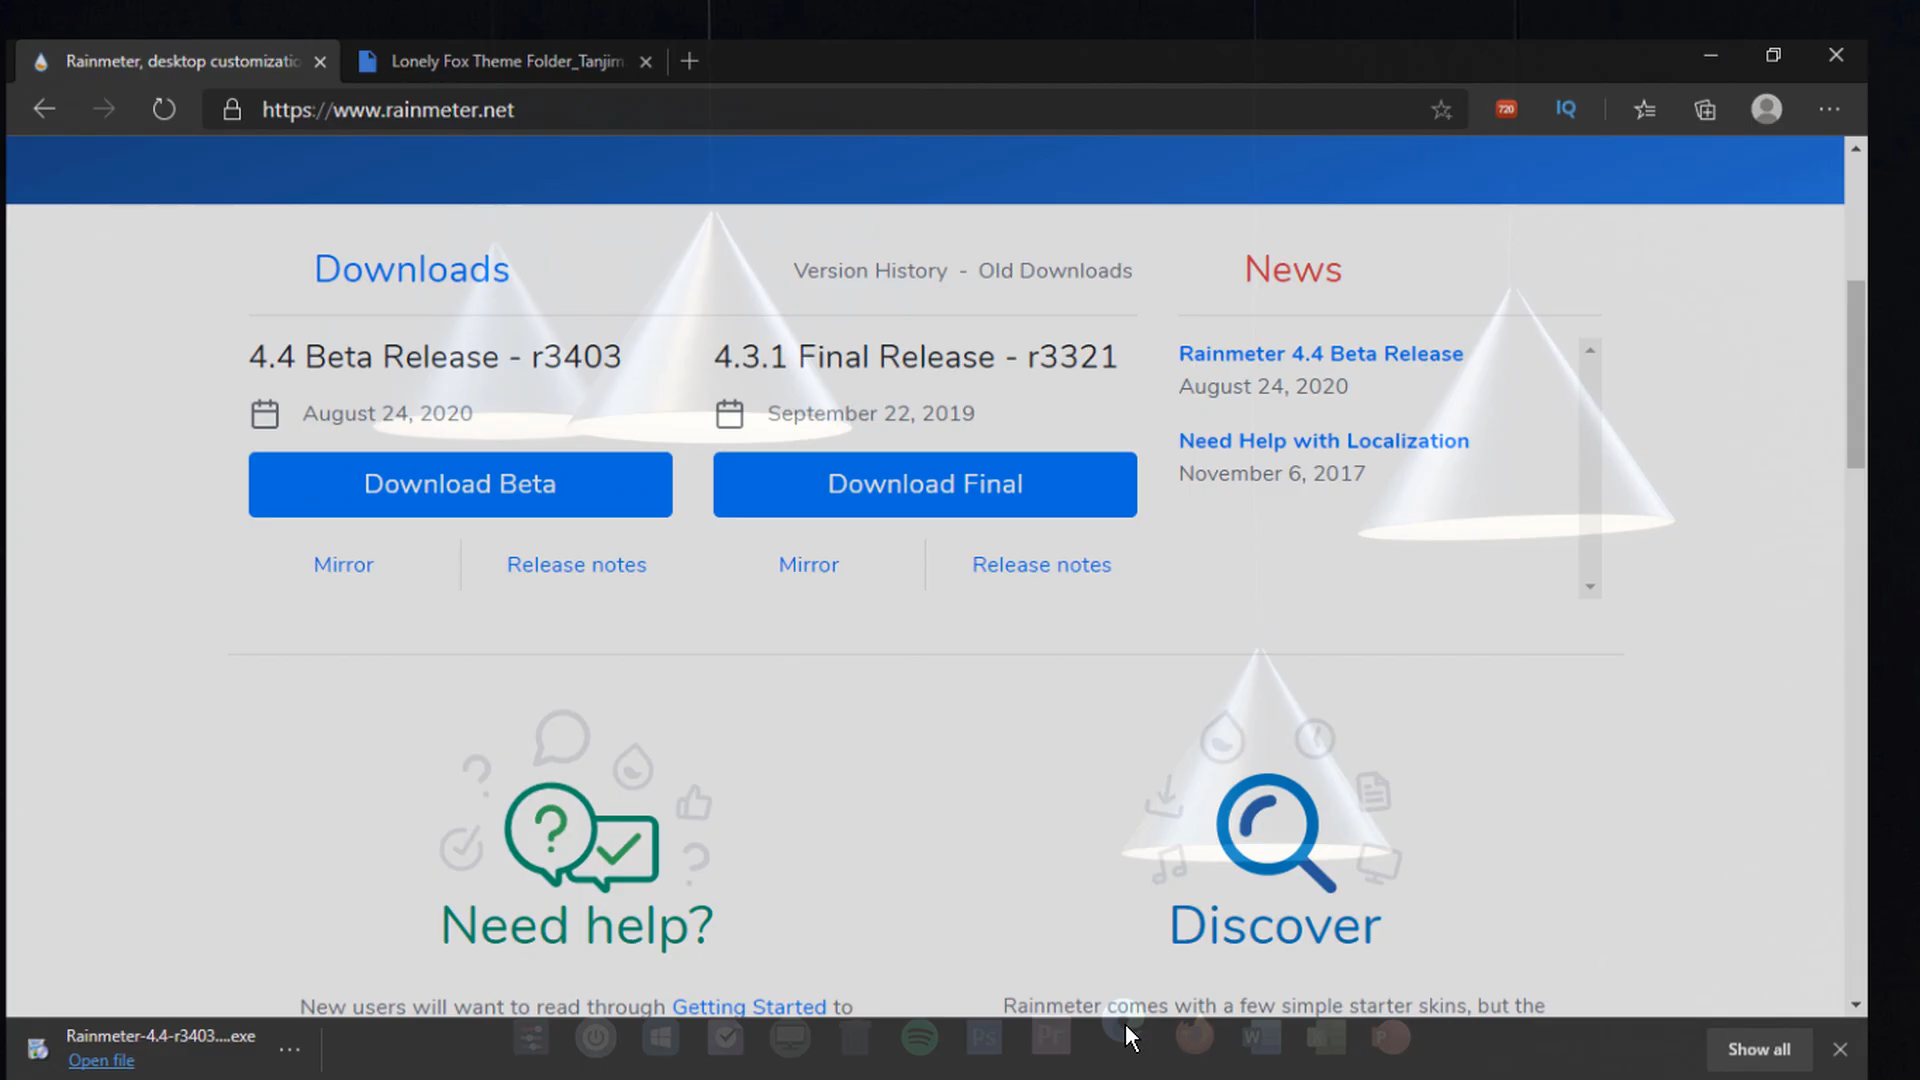 Rainmeter, desktop customizatio
Lonely Fox Theme Folder_Tanjim
https://www.rainmeter.net
720
IQ
Downloads
Version History - Old Downloads
News
4.4 Beta Release - r3403
4.3.1 Final Release - r3321
Rainmeter 4.4 Beta Release
August 24, 2020
August 24, 2020
September 22, 2019
Need Help with Localization
November 6, 2017
Download Beta
Download Final
Mirror
Release notes
Mirror
Release notes
Need help?
Discover
New users will want to read through Getting Started to
Rainmeter comes with a few simple starter skins, but the
Rainmeter-4.4-r3403....exe
Open file
Ps
Pr
W
P
Show all